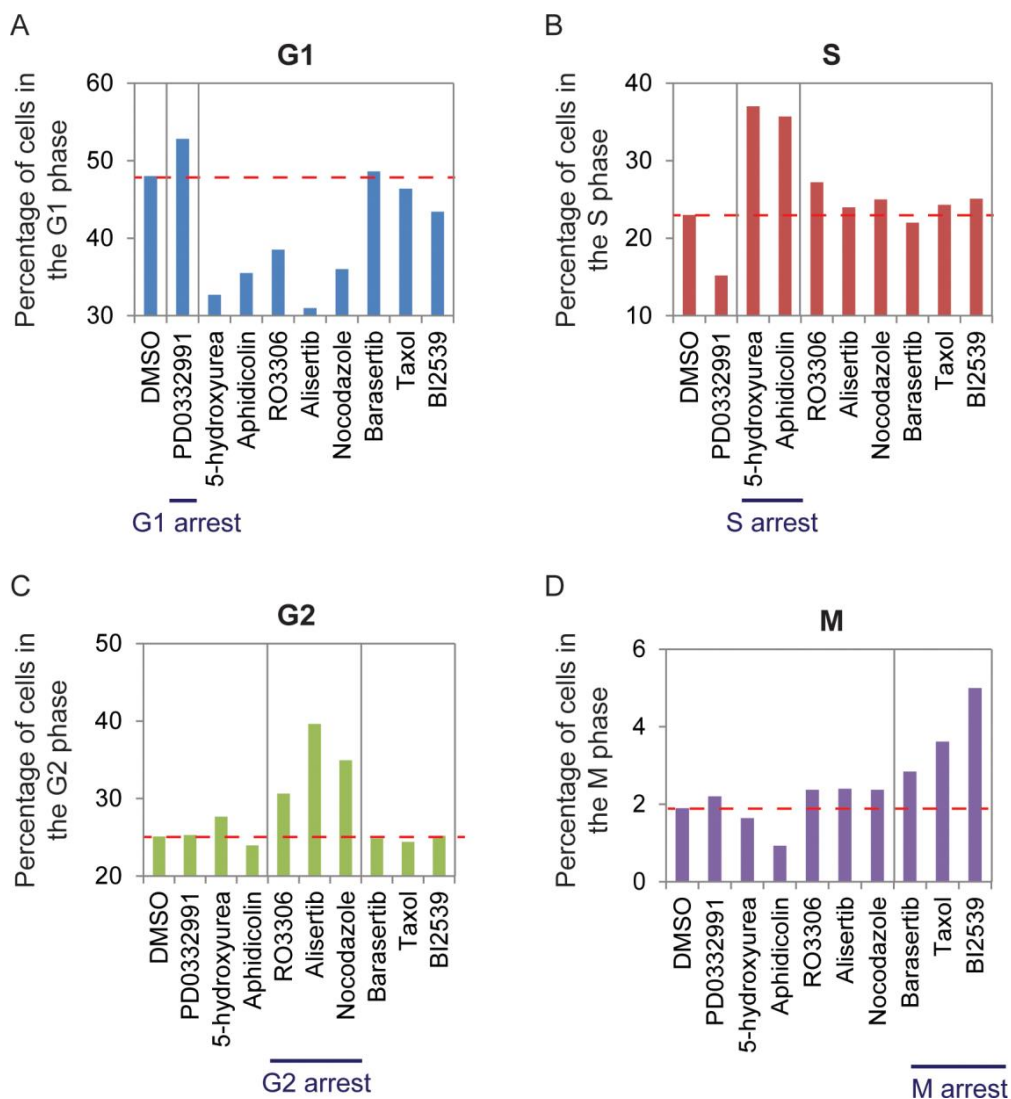 A
G1
Percentage of cells in
the G1 phase
60
50
40
30
DMSO
PD0332991
5-hydroxyurea
Aphidicolin
RO3306
Alisertib
Nocodazole
Barasertib
Taxol
BI2539
G1 arrest
B
S
Percentage of cells in
the S phase
40
30
20
10
DMSO
PD0332991
5-hydroxyurea
Aphidicolin
RO3306
Alisertib
Nocodazole
Barasertib
Taxol
BI2539
S arrest
C
G2
Percentage of cells in
the G2 phase
50
40
30
20
DMSO
PD0332991
5-hydroxyurea
Aphidicolin
RO3306
Alisertib
Nocodazole
Barasertib
Taxol
BI2539
G2 arrest
D
M
Percentage of cells in
the M phase
6
4
2
0
DMSO
PD0332991
5-hydroxyurea
Aphidicolin
RO3306
Alisertib
Nocodazole
Barasertib
Taxol
BI2539
M arrest